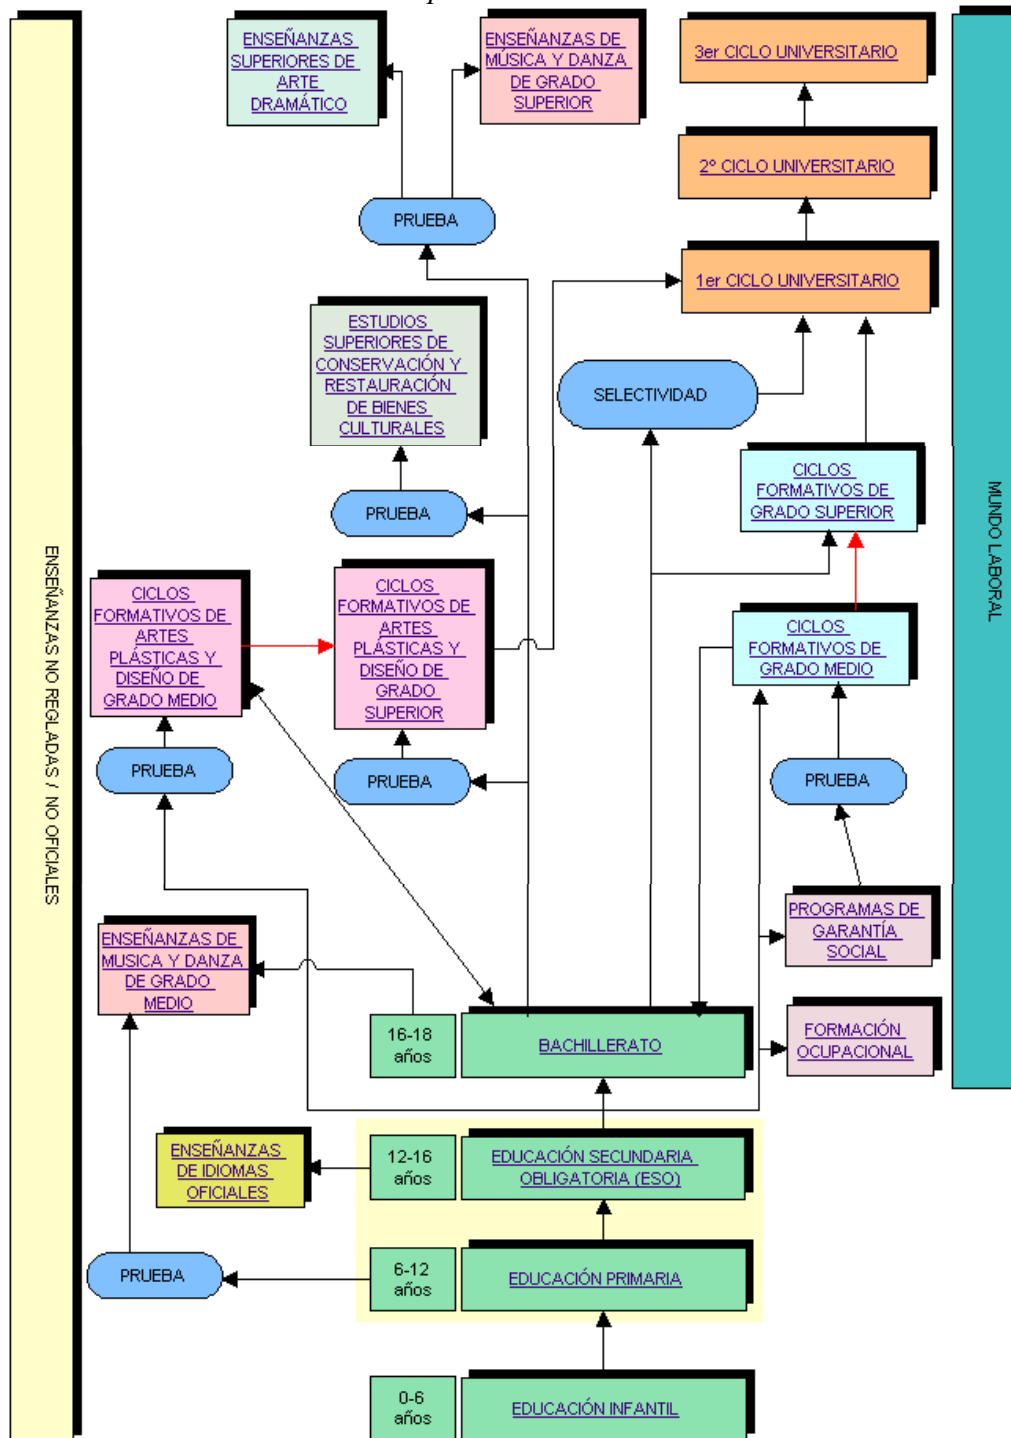 ENSEÑANZAS
SUPERIORES DE
ARTE
DRAMÁTICO
ENSEÑANZAS DE
MÚSICA Y DANZA
DE GRADO
SUPERIOR
3er CICLO UNIVERSITARIO
2º CICLO UNIVERSITARIO
PRUEBA
1er CICLO UNIVERSITARIO
ESTUDIOS
SUPERIORES DE
CONSERVACIÓN Y
RESTAURACIÓN
DE BIENES
CULTURALES
SELECTIVIDAD
CICLOS
FORMATIVOS DE
GRADO SUPERIOR
PRUEBA
ENSEÑANZAS NO REGLADAS / NO OFICIALES
MUNDO LABORAL
CICLOS
FORMATIVOS DE
ARTES
PLÁSTICAS Y
DISEÑO DE
GRADO MEDIO
CICLOS
FORMATIVOS DE
ARTES
PLÁSTICAS Y
DISEÑO DE
GRADO
SUPERIOR
CICLOS
FORMATIVOS DE
GRADO MEDIO
PRUEBA
PRUEBA
PRUEBA
PROGRAMAS DE
GARANTÍA
SOCIAL
ENSEÑANZAS DE
MUSICA Y DANZA
DE GRADO
MEDIO
16-18
años
BACHILLERATO
FORMACIÓN
OCUPACIONAL
ENSEÑANZAS
DE IDIOMAS
OFICIALES
12-16
años
EDUCACIÓN SECUNDARIA
OBLIGATORIA (ESO)
PRUEBA
6-12
años
EDUCACIÓN PRIMARIA
0-6
años
EDUCACIÓN INFANTIL